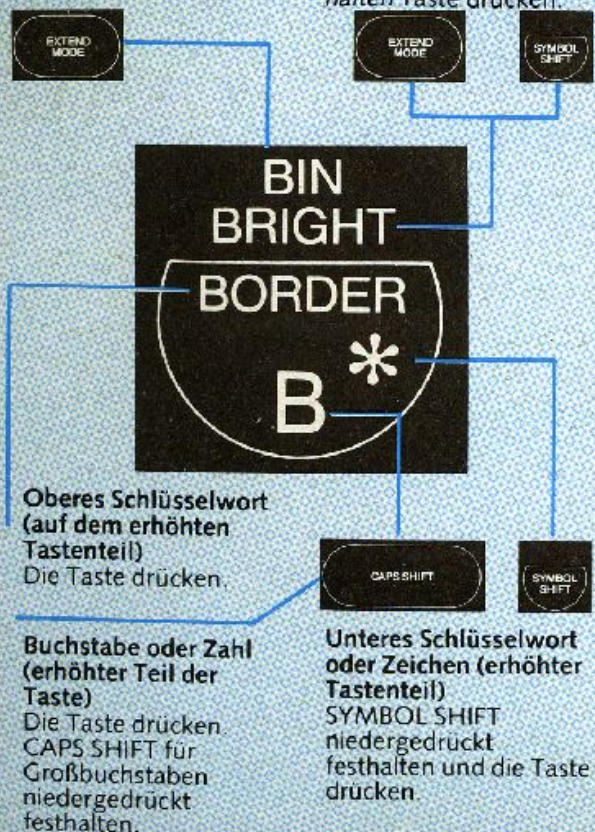 halten Taste drücken.
EXTEND
MODE
EXTEND
MODE
SYMBOL
SHIFT
BIN
BRIGHT
BORDER
*
B
Oberes Schlüsselwort
(auf dem erhöhten
Tastenteil)
Die Taste drücken.
CAPS SHIFT
SYMBOL
SHIFT
Buchstabe oder Zahl
(erhöhter Teil der
Taste)
Die Taste drücken.
CAPS SHIFT für
Großbuchstaben
niedergedrückt
festhalten.
Unteres Schlüsselwort
oder Zeichen (erhöhter
Tastenteil)
SYMBOL SHIFT
niedergedrückt
festhalten und die Taste
drücken.